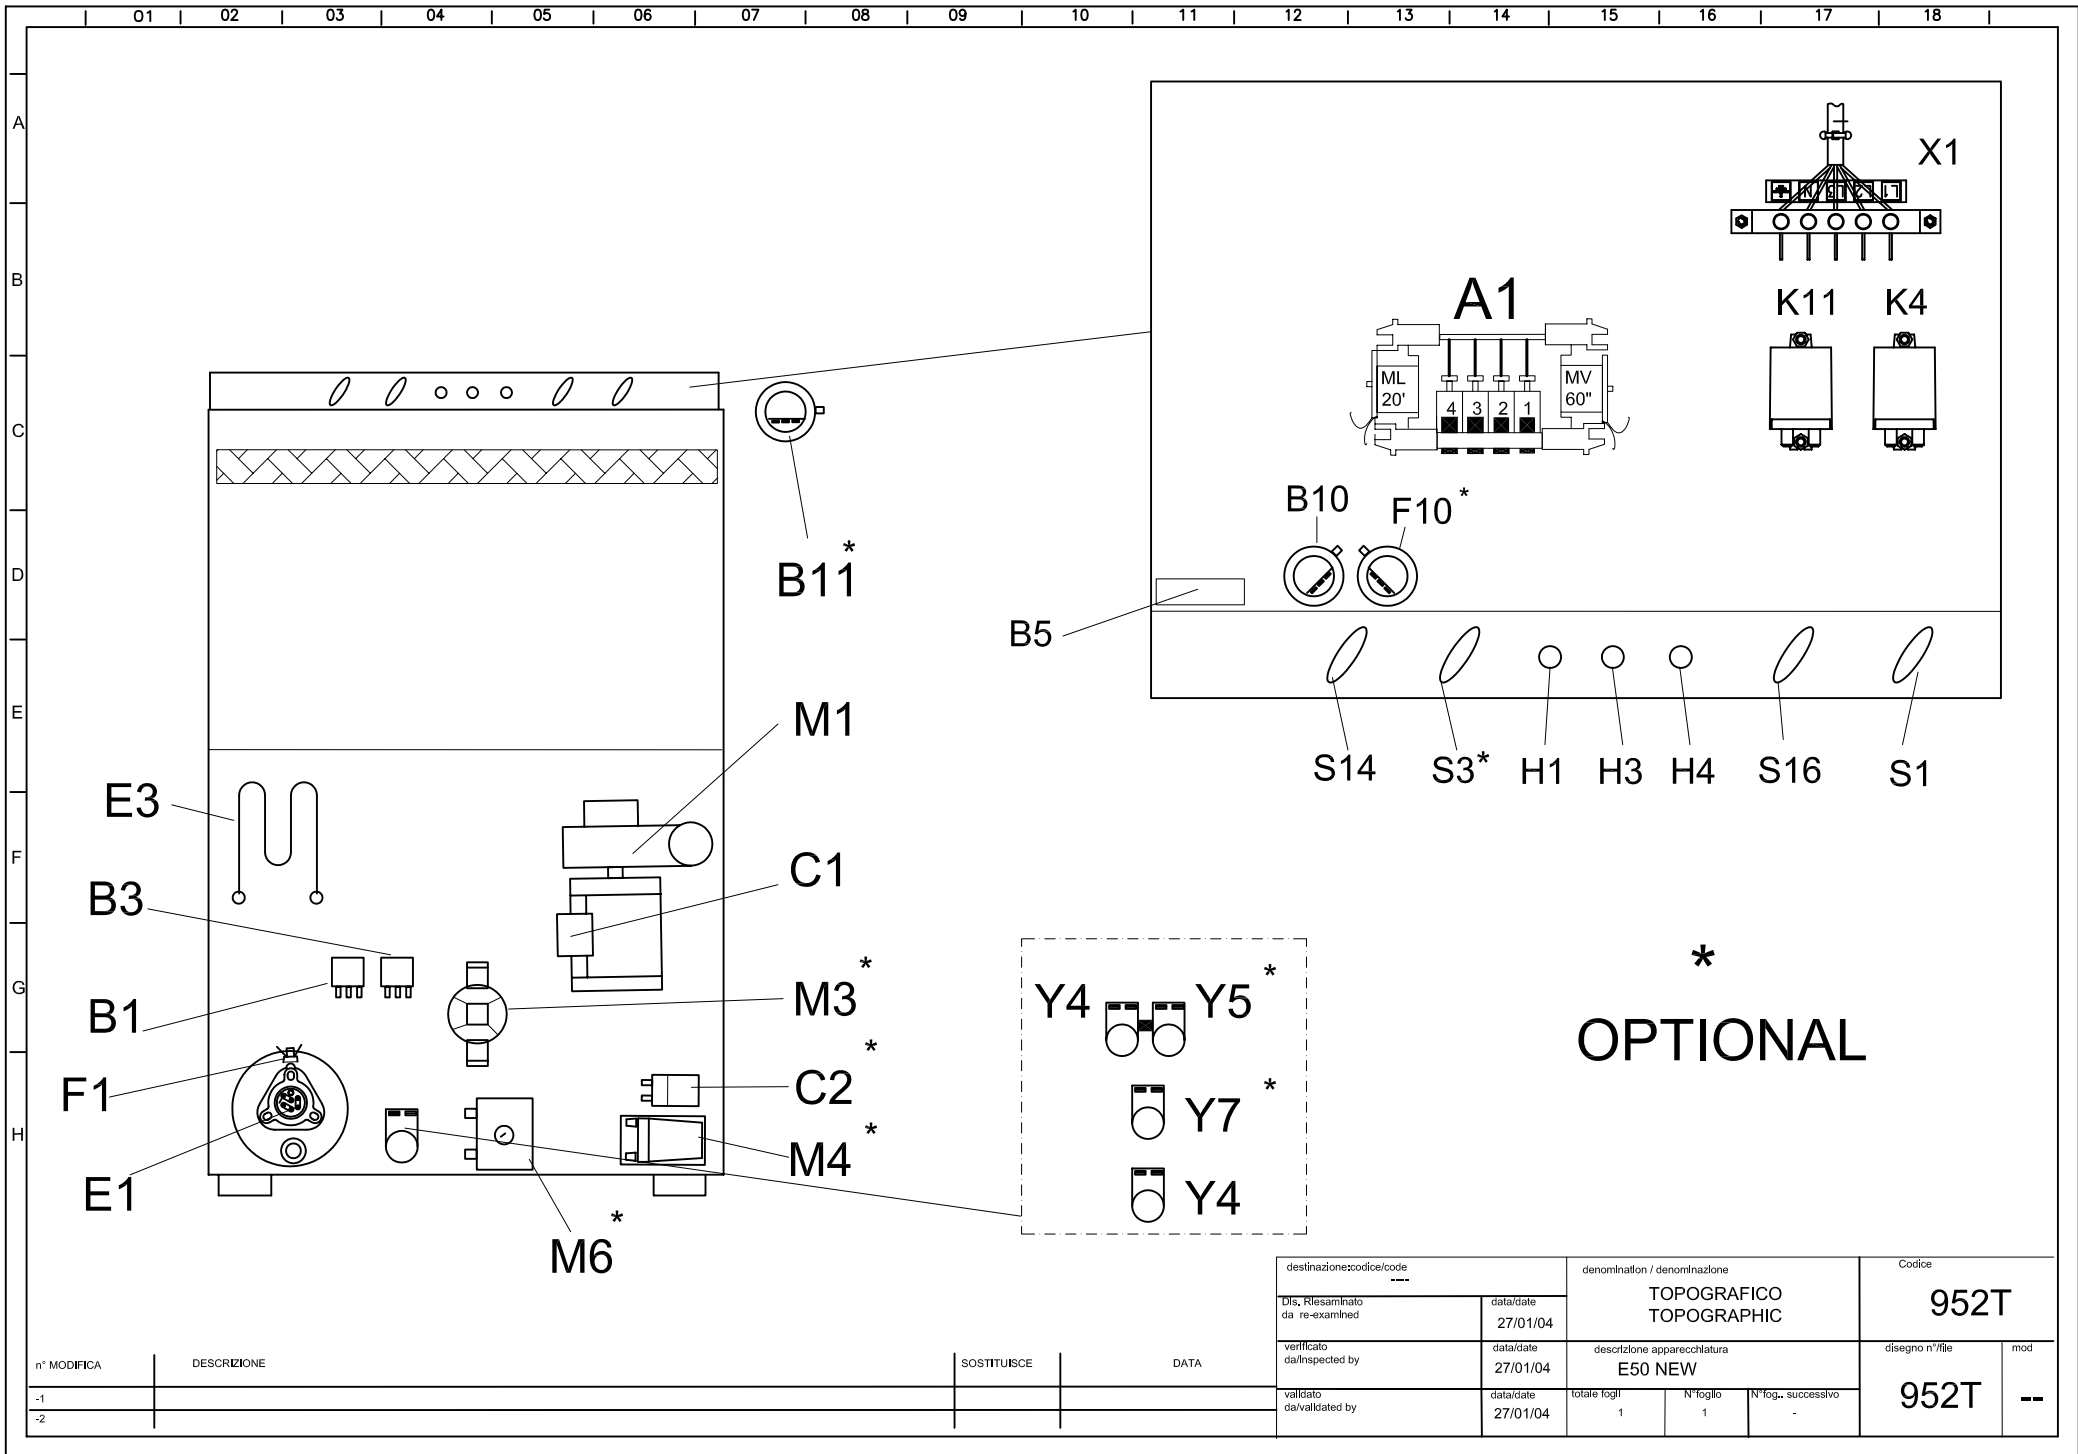 01 02 03 04 05 06 07 08 09 10 11 12 13 14 15 16 17 18
A
B
C
D
E
F
G
H
X1
L1 L2 L3 N
A1
K11 K4
ML
20'
MV
60"
4 3 2 1
B10
F10 *
B11 *
B5
S14 S3* H1 H3 H4 S16 S1
M1
E3
C1
B3
M3 *
B1
C2 *
F1
M4 *
E1
M6 *
Y4 Y5 *
Y7 *
Y4
*
OPTIONAL
destinazione:codice/code
----
denomination / denominazione
TOPOGRAFICO
TOPOGRAPHIC
Codice
952T
Dis. Riesaminato
da re-examined
data/date
27/01/04
verificato
da/inspected by
data/date
27/01/04
descrizione apparecchiatura
E50 NEW
disegno n°/file
952T
mod
--
validato
da/validated by
data/date
27/01/04
totale fogli
1
N°foglio
1
N°fog.. successivo
-
n° MODIFICA DESCRIZIONE SOSTITUISCE DATA
-1
-2